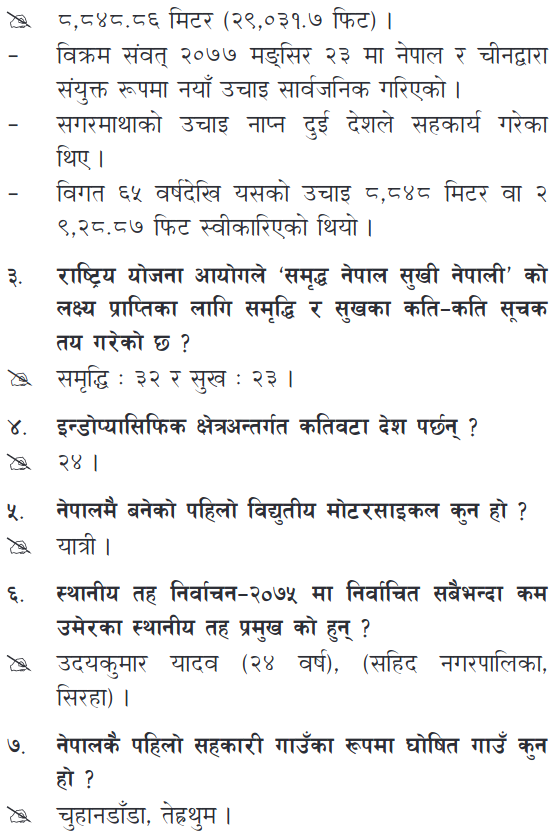 ८,८४८.८६ मिटर (२९,०३१.७ फिट) ।
– विक्रम संवत् २०७७ मङ्सिर २३ मा नेपाल र चीनद्वारा
संयुक्त रूपमा नयाँ उचाइ सार्वजनिक गरिएको ।
– सगरमाथाको उचाइ नाप्न दुई देशले सहकार्य गरेका
थिए ।
– विगत ६५ वर्षदेखि यसको उचाइ ८,८४८ मिटर वा २
९,२८.८७ फिट स्वीकारिएको थियो ।
३. राष्ट्रिय योजना आयोगले ‘समृद्ध नेपाल सुखी नेपाली’ को
लक्ष्य प्राप्तिका लागि समृद्धि र सुखका कति–कति सूचक
तय गरेको छ ?
समृद्धि : ३२ र सुख : २३ ।
४. इन्डोप्यासिफिक क्षेत्रअन्तर्गत कतिवटा देश पर्छन् ?
२४ ।
५. नेपालमै बनेको पहिलो विद्युतीय मोटरसाइकल कुन हो ?
यात्री ।
६. स्थानीय तह निर्वाचन–२०७५ मा निर्वाचित सबैभन्दा कम
उमेरका स्थानीय तह प्रमुख को हुन् ?
उदयकुमार यादव (२४ वर्ष), (सहिद नगरपालिका,
सिरहा) ।
७. नेपालकै पहिलो सहकारी गाउँका रूपमा घोषित गाउँ कुन
हो ?
चुहानडाँडा, तेह्रथुम ।